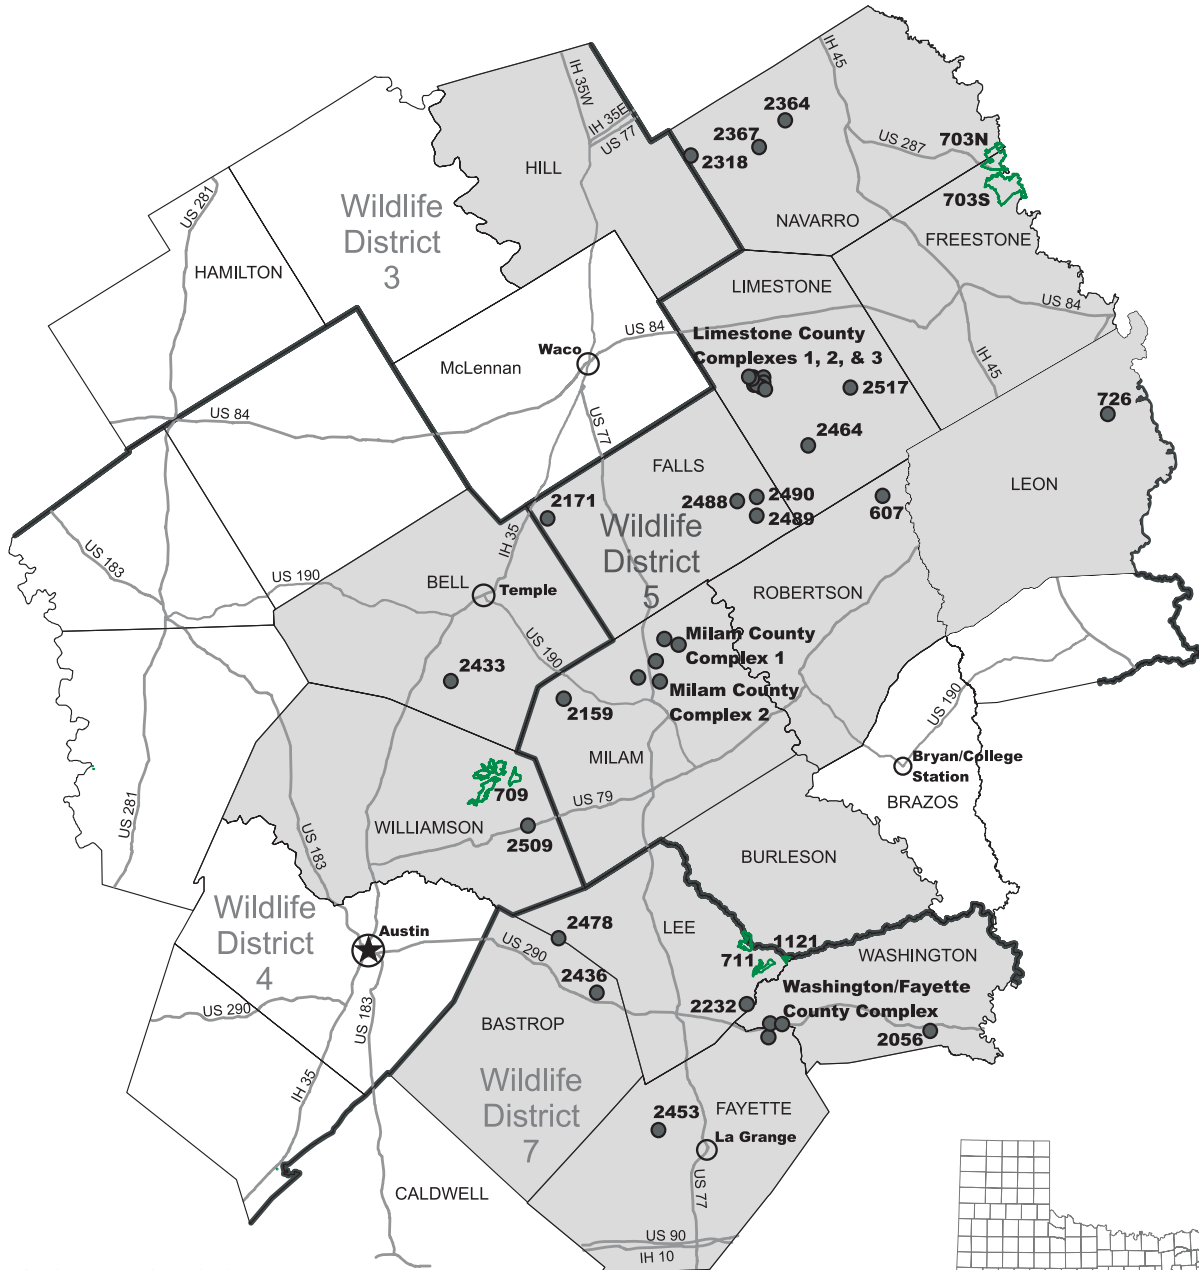 IH 45
2364
IH 35W
2367
IH 35E
US 77
US 287
703N
2318
HILL
703S
US 281
Wildlife
District
3
NAVARRO
FREESTONE
HAMILTON
LIMESTONE
US 84
US 84
Limestone County
Complexes 1, 2, & 3
Waco
McLennan
IH 45
2517
726
US 84
US 77
2464
FALLS
LEON
2171
2488
2490
2489
607
Wildlife
District
5
IH 35
US 183
US 190
BELL
Temple
ROBERTSON
Milam County
Complex 1
US 190
2433
Milam County
Complex 2
2159
US 190
MILAM
Bryan/College
Station
709
US 79
BRAZOS
US 281
WILLIAMSON
2509
US 183
BURLESON
Wildlife
District
4
2478
LEE
Austin
US 290
1121
711
WASHINGTON
2436
Washington/Fayette
County Complex
US 290
US 183
2232
BASTROP
2056
IH 35
Wildlife
District
7
2453
FAYETTE
La Grange
US 77
CALDWELL
US 90
IH 10